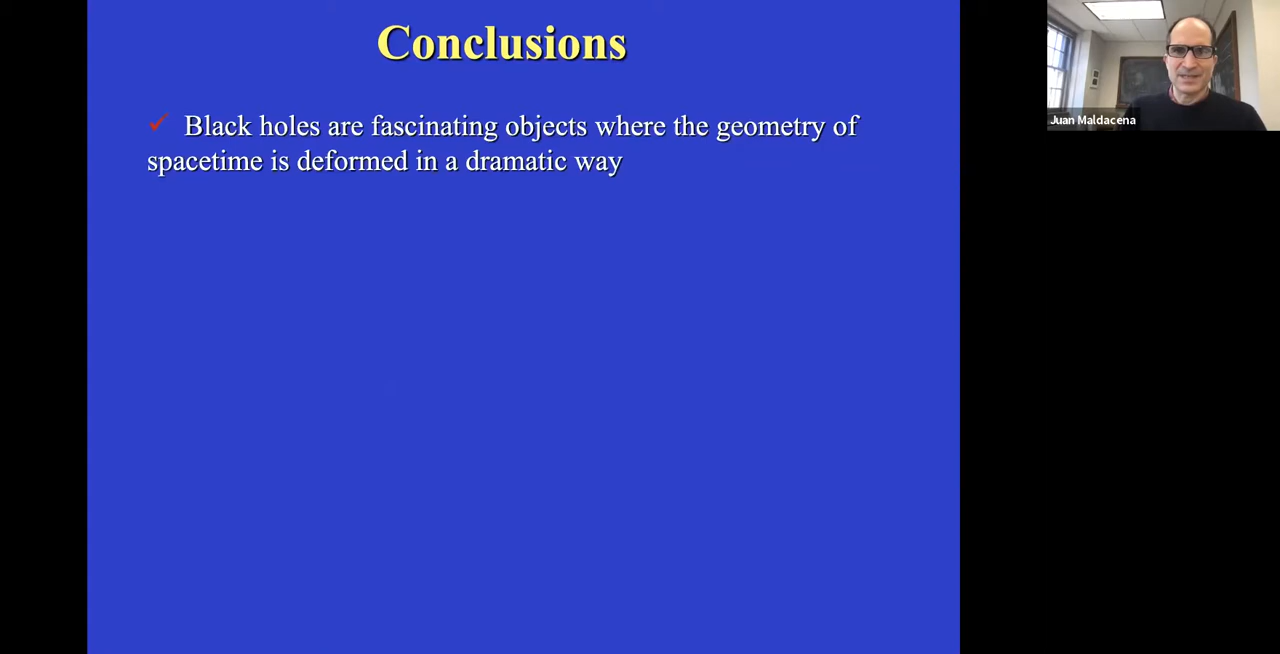 Conclusions
✓ Black holes are fascinating objects where the geometry of
spacetime is deformed in a dramatic way
Juan Maldacena